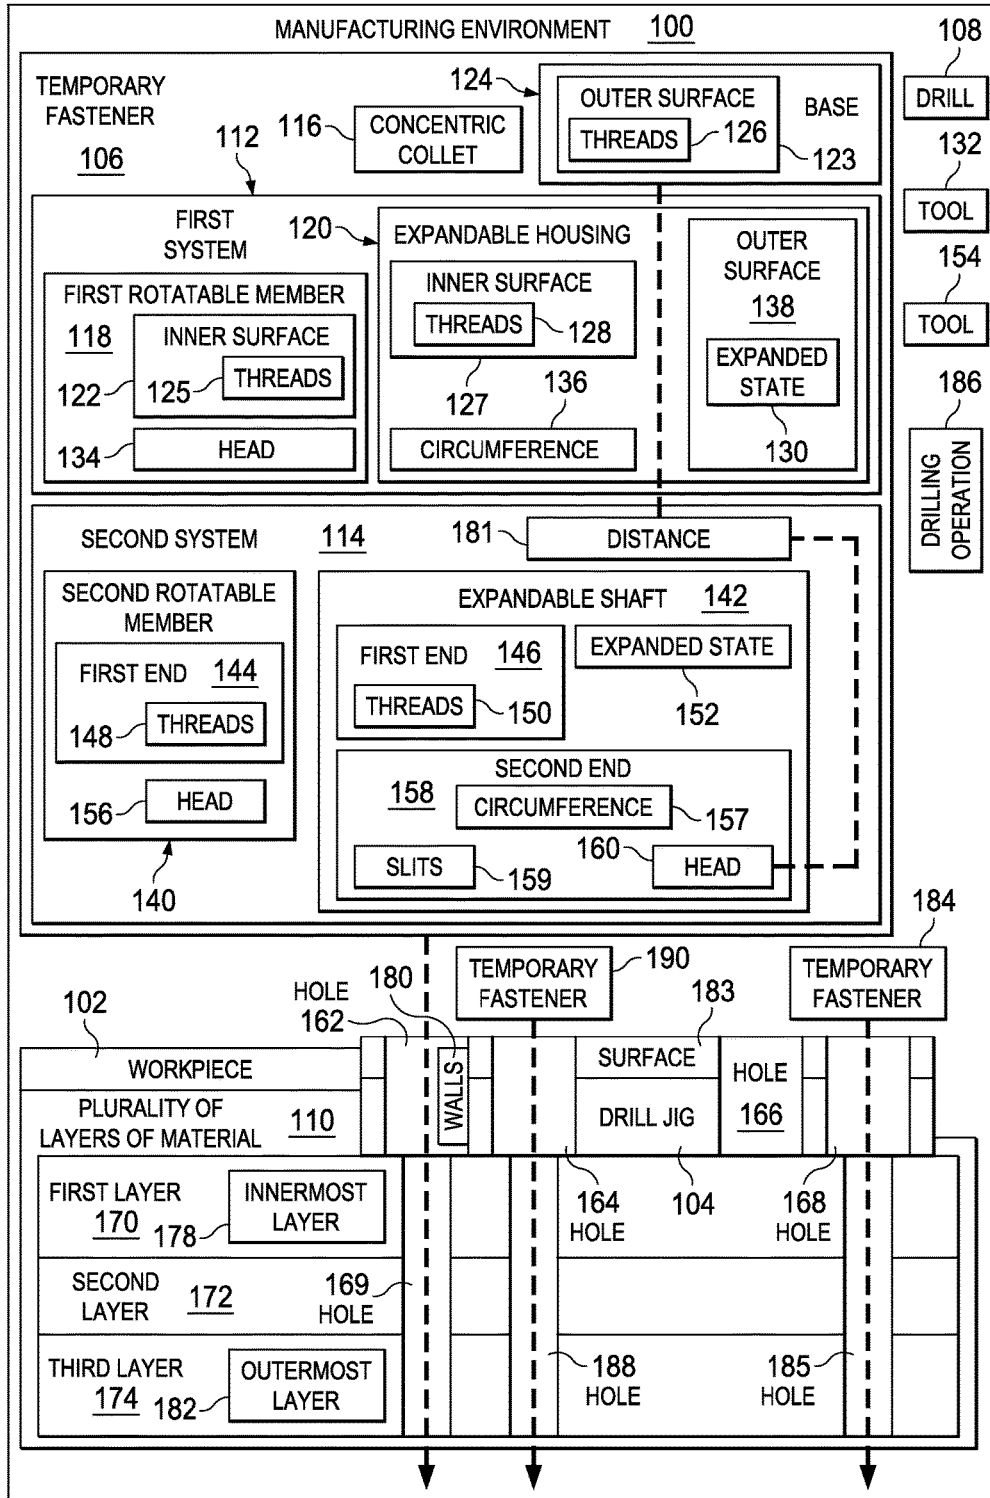 MANUFACTURING ENVIRONMENT 100
TEMPORARY
FASTENER
106
112
116
CONCENTRIC
COLLET
124
OUTER SURFACE
THREADS
126
BASE
123
108
DRILL
132
TOOL
154
TOOL
186
DRILLING
OPERATION
FIRST
SYSTEM
FIRST ROTATABLE MEMBER
118
INNER SURFACE
122
125
THREADS
134
HEAD
120
EXPANDABLE HOUSING
INNER SURFACE
THREADS
128
127
136
CIRCUMFERENCE
OUTER
SURFACE
138
EXPANDED
STATE
130
SECOND SYSTEM 114
181
DISTANCE
SECOND ROTATABLE
MEMBER
FIRST END 144
148
THREADS
156
HEAD
140
EXPANDABLE SHAFT 142
FIRST END 146
THREADS
150
EXPANDED STATE
152
SECOND END
158
CIRCUMFERENCE
157
SLITS
159
160
HEAD
184
TEMPORARY
FASTENER
190
TEMPORARY
FASTENER
102
HOLE
162
180
WALLS
183
WORKPIECE
SURFACE
HOLE
166
PLURALITY OF
LAYERS OF MATERIAL 110
DRILL JIG
FIRST LAYER
170
178
INNERMOST
LAYER
164
HOLE
104
168
HOLE
SECOND
LAYER
172
169
HOLE
THIRD LAYER
174
182
OUTERMOST
LAYER
188
HOLE
185
HOLE